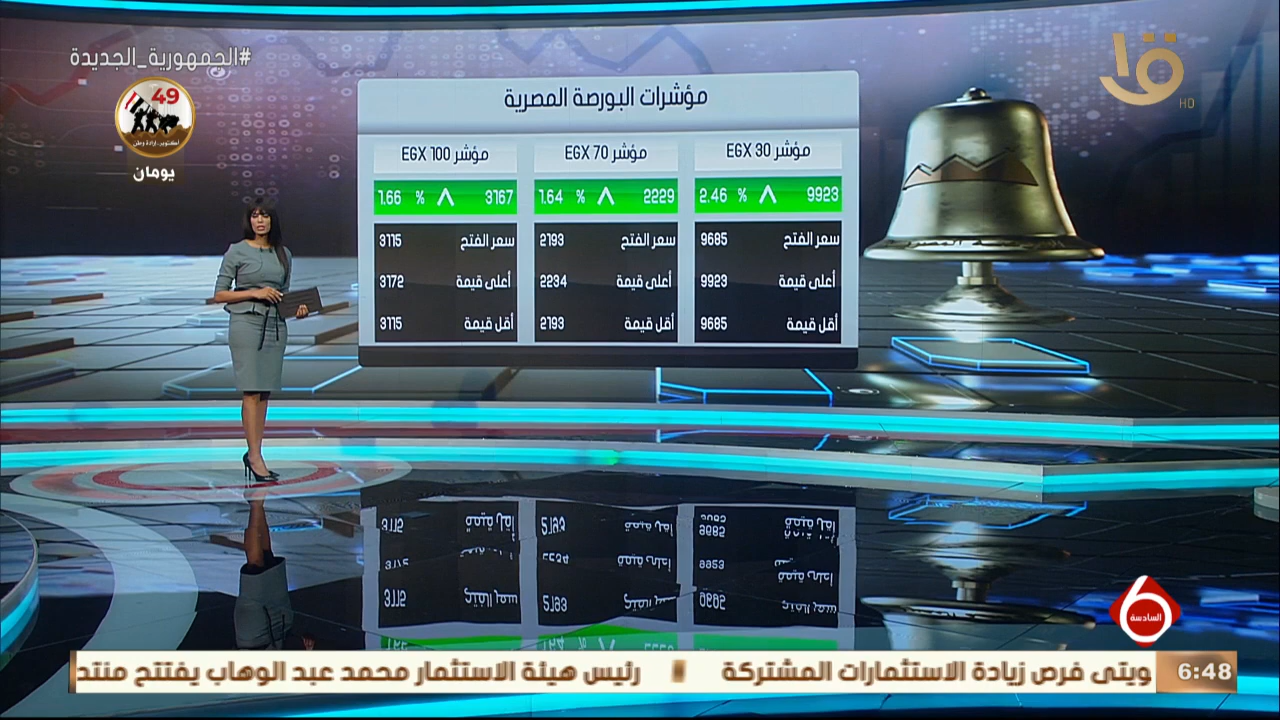 #الجمهورية_الجديدة
49
أكتوبر.. إرادة وطن
يومان
HD
مؤشرات البورصة المصرية
مؤشر EGX 30
9923 2.46 %
سعر الفتح 9685
أعلى قيمة 9923
أقل قيمة 9685
مؤشر EGX 70
2229 1.64 %
سعر الفتح 2193
أعلى قيمة 2234
أقل قيمة 2193
مؤشر EGX 100
3167 1.66 %
سعر الفتح 3115
أعلى قيمة 3172
أقل قيمة 3115
السادسة
6:48
ويتى فرص زيادة الاستثمارات المشتركة
رئيس هيئة الاستثمار محمد عبد الوهاب يفتتح منتد